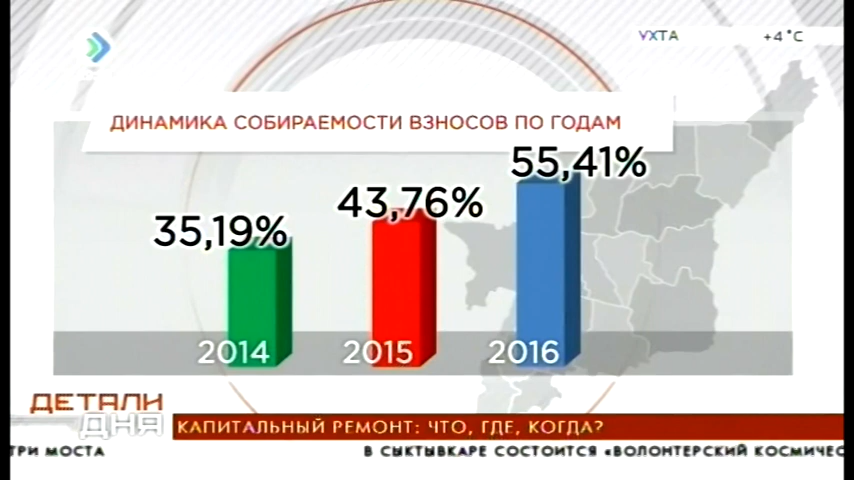 УХТА +4°C
ДИНАМИКА СОБИРАЕМОСТИ ВЗНОСОВ ПО ГОДАМ
35,19% 43,76% 55,41%
2014 2015 2016
ДЕТАЛИ
ДНЯ
КАПИТАЛЬНЫЙ РЕМОНТ: ЧТО, ГДЕ, КОГДА?
ТРИ МОСТА В СЫКТЫВКАРЕ СОСТОИТСЯ «ВОЛОНТЕРСКИЙ КОСМИЧЕС